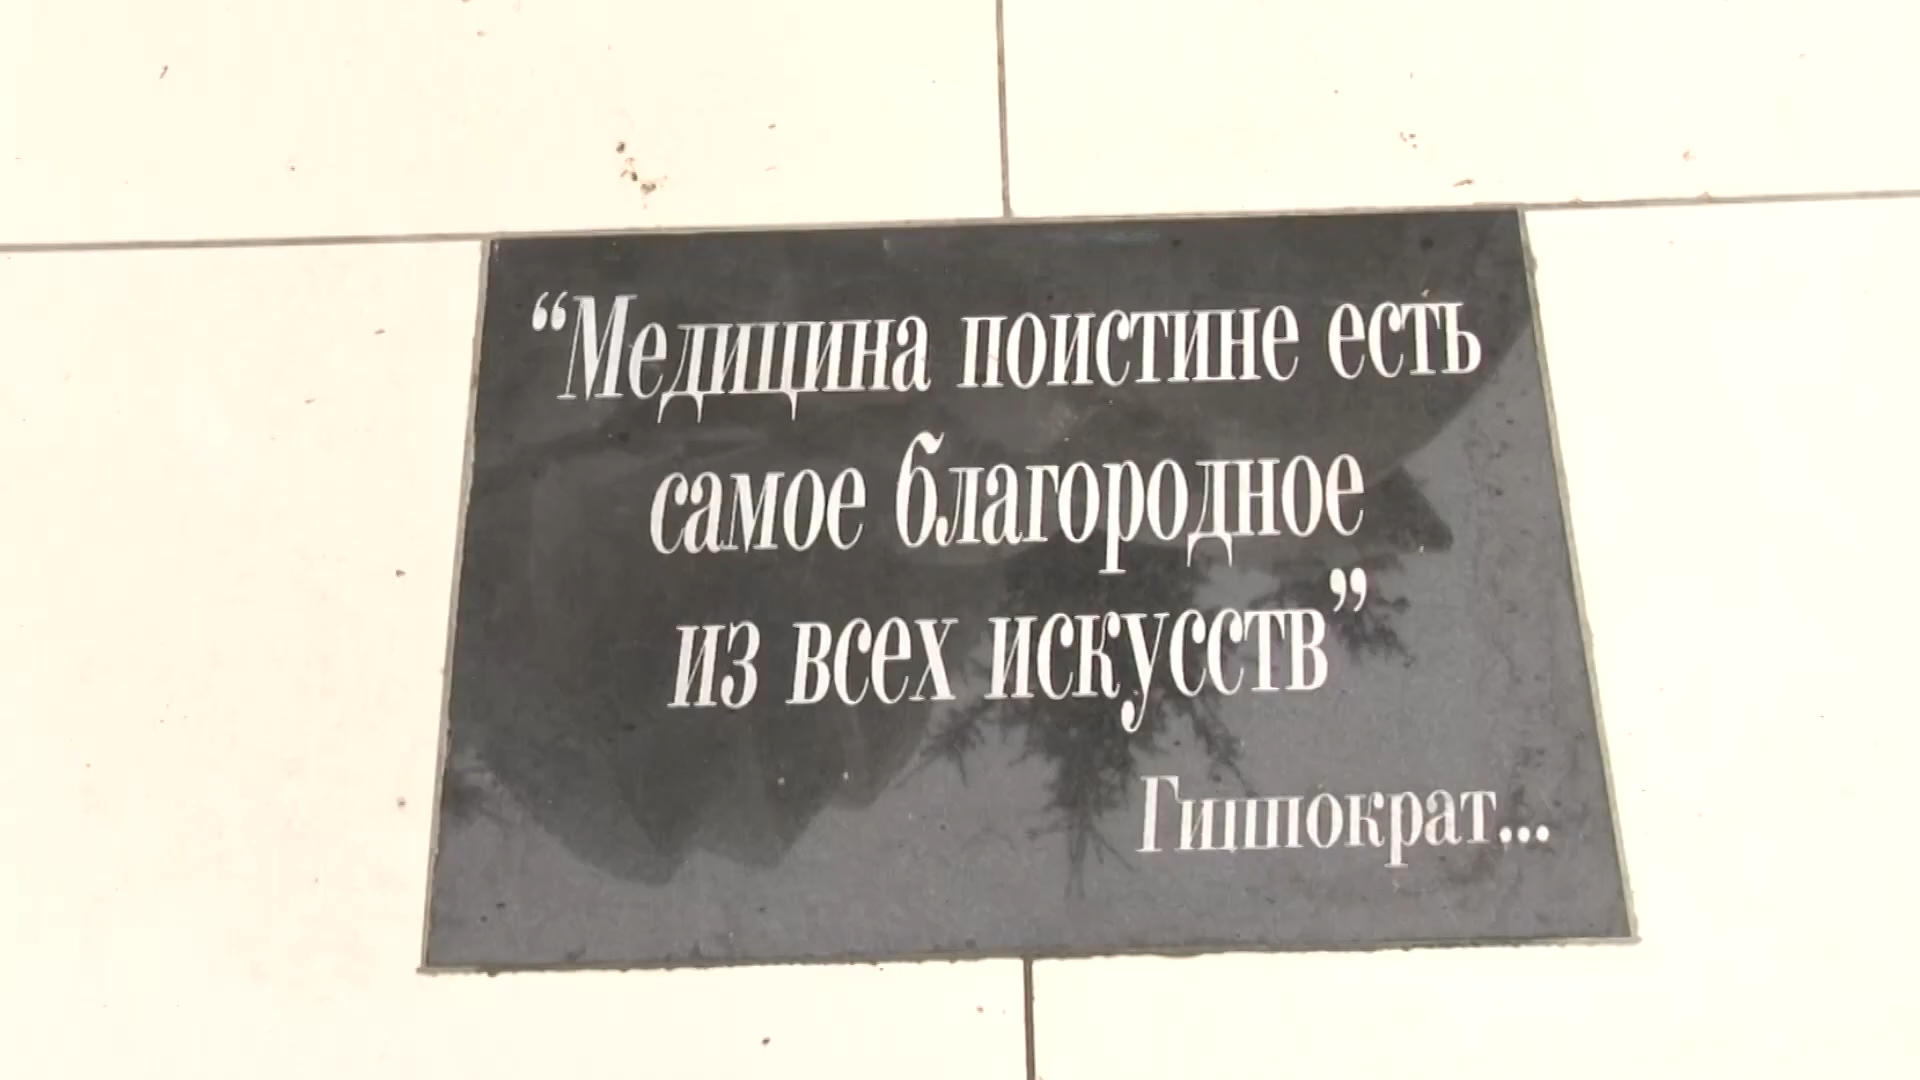 “Медицина поистине есть
самое благородное
из всех искусств”
Гиппократ...